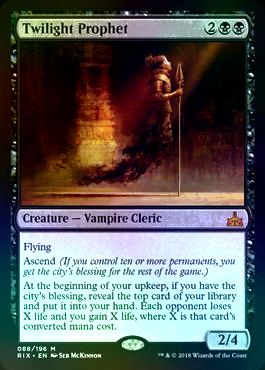 Twilight Prophet 2
Creature — Vampire Cleric
Flying
Ascend (If you control ten or more permanents, you
get the city's blessing for the rest of the game.)
At the beginning of your upkeep, if you have the
city's blessing, reveal the top card of your library
and put it into your hand. Each opponent loses
X life and you gain X life, where X is that card's
converted mana cost.
2/4
088/196 M
RIX • EN Seb McKinnon
™ & © 2018 Wizards of the Coast